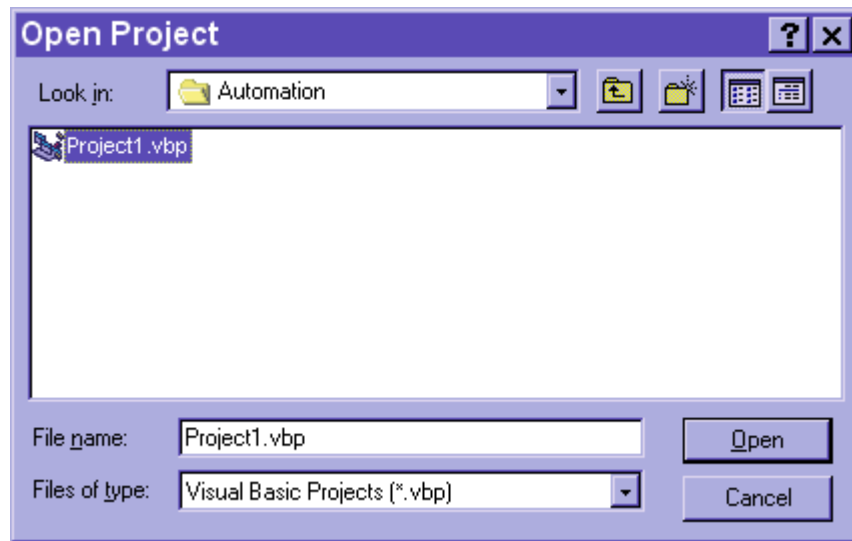 Open Project
Look in: Automation
Project1.vbp
File name: Project1.vbp
Open
Files of type: Visual Basic Projects (*.vbp)
Cancel